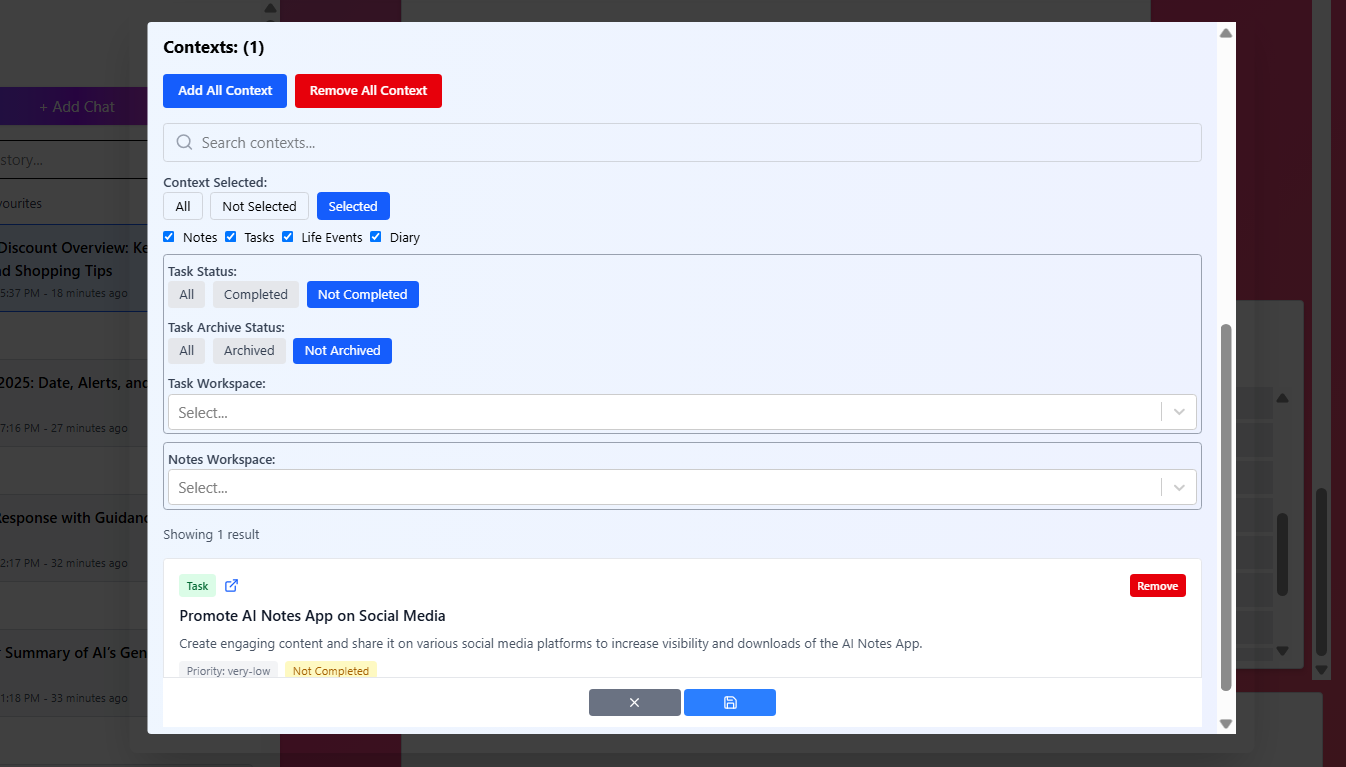 Contexts: (1)
Add All Context Remove All Context
+ Add Chat
Search contexts...
story...
Context Selected:
All Not Selected Selected
vourites
Notes Tasks Life Events Diary
Discount Overview: Ke
nd Shopping Tips
5:37 PM - 18 minutes ago
Task Status:
All Completed Not Completed
Task Archive Status:
All Archived Not Archived
Task Workspace:
Select...
2025: Date, Alerts, and
7:16 PM - 27 minutes ago
Notes Workspace:
Select...
Response with Guidanc
2:17 PM - 32 minutes ago
Showing 1 result
Task
Remove
Promote AI Notes App on Social Media
Create engaging content and share it on various social media platforms to increase visibility and downloads of the AI Notes App.
Priority: very-low Not Completed
Summary of AI's Gen
1:18 PM - 33 minutes ago